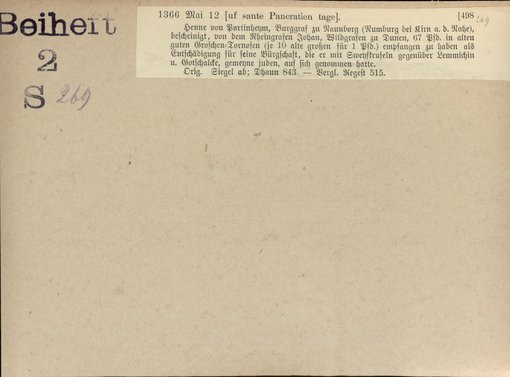 Beiheft
2
S 269
1366 Mai 12 [uf sante Pancratien tage]. [498
269
Henne von Partinheym, Burggraf zu Naumborg (Numburg bei Kirn a. d. Nahe),
bescheinigt, von dem Rheingrafen Johan, Wildgrafen zu Dunen, 67 Pfd. in alten
guten Groschen-Tornosen (je 10 alte großen für 1 Pfd.) empfangen zu haben als
Entschädigung für seine Bürgschaft, die er mit Sweyfkruseln gegenüber Lemmichin
u. Gotschalcke, gemeyne juden, auf sich genommen hatte.
Orig. Siegel ab; Dhaun 843. — Vergl. Regest 515.